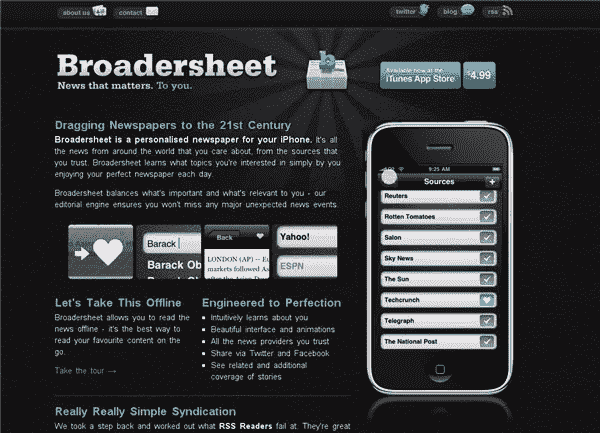 about us
contact
twitter
blog
rss
Broadersheet
News that matters. To you.
Available now at the
iTunes App Store
$4.99
Dragging Newspapers to the 21st Century
Broadersheet is a personalised newspaper for your iPhone. It's all
the news from around the world that you care about, from the sources that
you trust. Broadersheet learns what topics you're interested in simply by you
enjoying your perfect newspaper each day.
Broadersheet balances what's important and what's relevant to you - our
editorial engine ensures you won't miss any major unexpected news events.
Barack
Barack Ob
Back
LONDON (AP) -- Eu
markets followed As
Yahoo!
ESPN
Let's Take This Offline
Broadersheet allows you to read
the news offline - it's the best way to
read your favourite content on the
go.
Take the tour →
Engineered to Perfection
Intuitively learns about you
Beautiful interface and animations
All the news providers you trust
Share via Twitter and Facebook
See related and additional
coverage of stories
Really Really Simple Syndication
We took a step back and worked out what RSS Readers fail at. They're great
9:25 AM
Sources
Reuters
Rotten Tomatoes
Salon
Sky News
The Sun
Techcrunch
Telegraph
The National Post